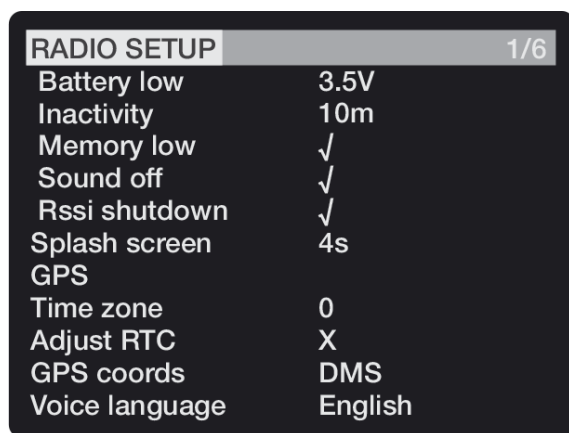 RADIO SETUP 1/6
Battery low 3.5V
Inactivity 10m
Memory low √
Sound off √
Rssi shutdown √
Splash screen 4s
GPS
Time zone 0
Adjust RTC X
GPS coords DMS
Voice language English